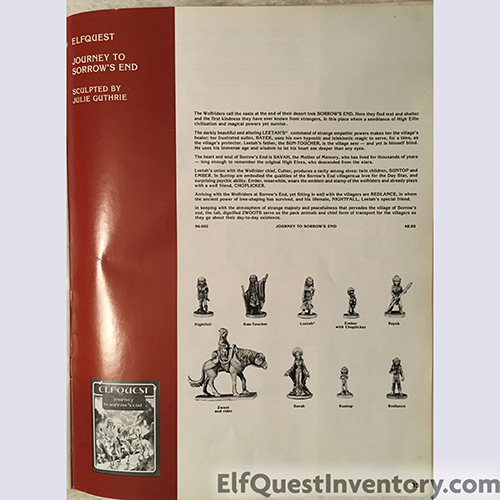 ELFQUEST
JOURNEY TO
SORROW'S END
SCULPTED BY
JULIE GUTHRIE
The Wolfriders call the oasis at the end of their desert trek SORROW'S END. Here they find rest and shelter
and the first kindness they have ever known from strangers, in this place where a semblance of High Elfin
civilization and magical powers yet survive.
The darkly beautiful and alluring LEETAH'S* command of strange empathic powers makes her the village's
healer; her frustrated suitor, RAYEK, uses his own hypnotic and telekinetic magic to serve, for a time, as
the village's protector. Leetah's father, the SUN-TOUCHER, is the village seer — and yet is himself blind.
He uses his immense age and wisdom to let his heart see deeper than any eyes.
The heart and soul of Sorrow's End is SAVAH, the Mother of Memory, who has lived for thousands of years
— long enough to remember the original High Elves, who descended from the stars.
Leetah's union with the Wolfrider chief, Cutter, produces a rarity among elves: twin children, SUNTOP and
EMBER. In Suntop are embodied the qualities of the Sorrow's End villagers: a love for the Day Star, and
surprising psychic ability. Ember, meanwhile, wears the emblem and stamp of the wolfriders and already plays
with a wolf friend, CHOPLICKER.
Arriving with the Wolfriders at Sorrow's End, yet fitting in well with the villagers are REDLANCE, in whom
the ancient power of tree-shaping has survived, and his lifemate, NIGHTFALL, Leetah's special friend.
In keeping with the atmosphere of strange majesty and peacefulness that pervades the village of Sorrow's
end, the tall, dignified ZWOOTS serve as the pack animals and chief form of transport for the villagers as
they go about their day-to-day existence.
96-002 JOURNEY TO SORROW'S END 48.00
Nightfall Sun-Toucher Leetah* Ember
with Choplicker Rayek
Zwoot
and rider Savah Suntop Redlance
ELFQUEST
journey
to sorrow's end
ElfQuestInventory.com